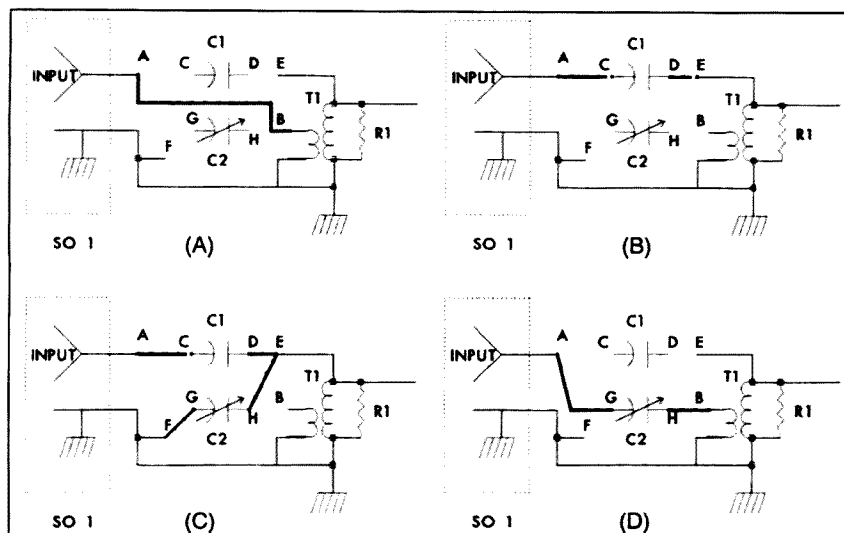 A C C1 D E
INPUT
T1
G H B
F C2
R1
SO 1 (A)
A C C1 D E
INPUT
T1
G H B
F C2
R1
SO 1 (B)
A C C1 D E
INPUT
T1
G H B
F C2
R1
SO 1 (C)
A C C1 D E
INPUT
T1
G H B
F C2
R1
SO 1 (D)